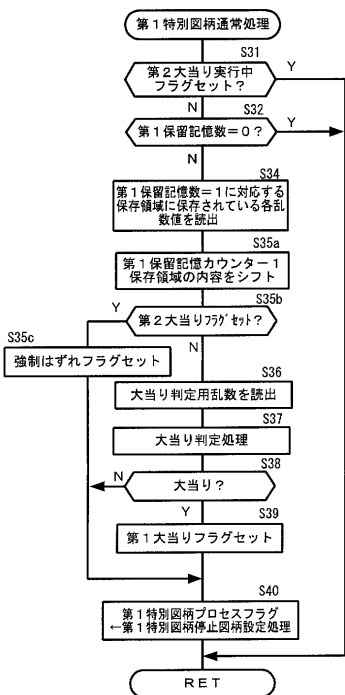 第１特別図柄通常処理
S31
第２大当り実行中
フラグセット？
Y
N
S32
第１保留記憶数＝０？
Y
N
S34
第１保留記憶数＝１に対応する
保存領域に保存されている各乱
数値を読出
S35a
第１保留記憶カウンター１
保存領域の内容をシフト
S35b
Y
第２大当りﾌﾗｸﾞセット？
S35c
強制はずれフラグセット
N
S36
大当り判定用乱数を読出
S37
大当り判定処理
S38
N
大当り？
Y
S39
第１大当りフラグセット
S40
第１特別図柄プロセスフラグ
←第１特別図柄停止図柄設定処理
RET